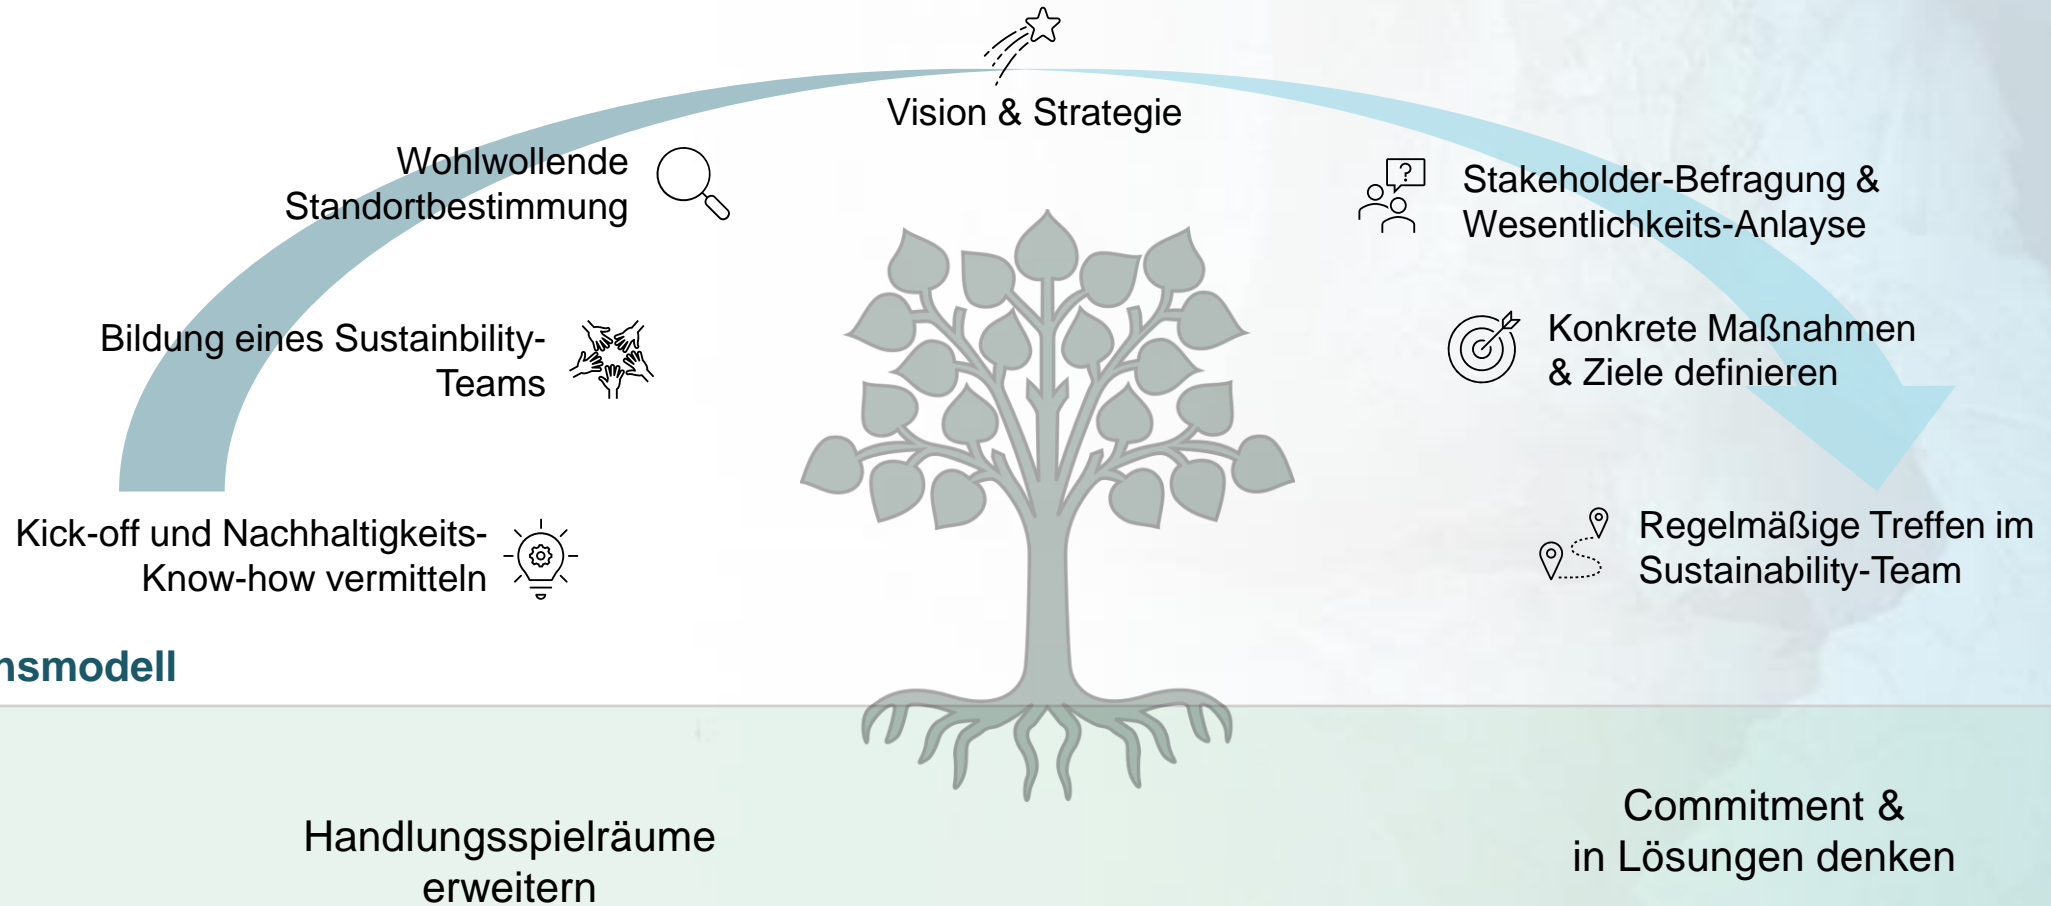 Vision & Strategie
Wohlwollende
Standortbestimmung
Bildung eines Sustainbility-
Teams
Kick-off und Nachhaltigkeits-
Know-how vermitteln
?
Stakeholder-Befragung &
Wesentlichkeits-Anlayse
Konkrete Maßnahmen
& Ziele definieren
Regelmäßige Treffen im
Sustainability-Team
nsmodell
Handlungsspielräume
erweitern
Commitment &
in Lösungen denken